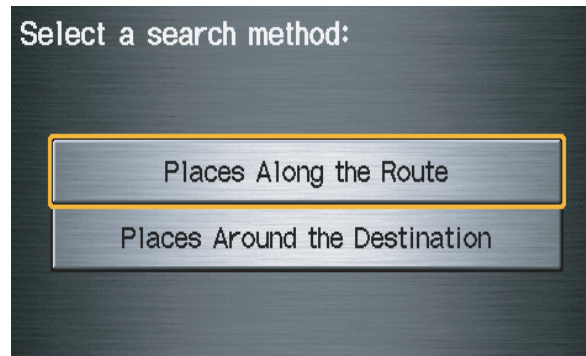 Select a search method:
Places Along the Route
Places Around the Destination